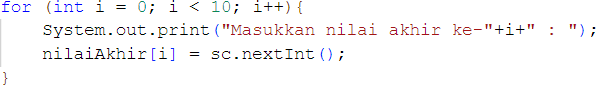 for (int i = 0; i < 10; i++){
    System.out.print("Masukkan nilai akhir ke-"+i+" : ");
    nilaiAkhir[i] = sc.nextInt();
}